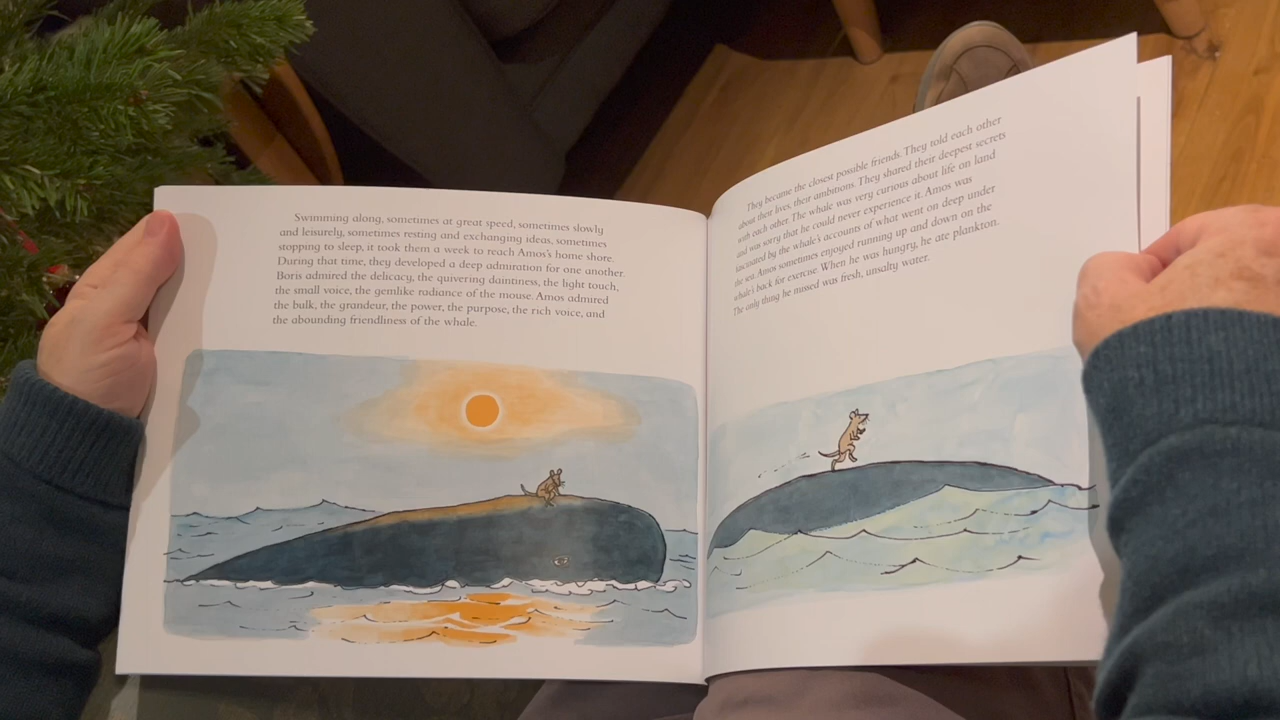 Swimming along, sometimes at great speed, sometimes slowly
and leisurely, sometimes resting and exchanging ideas, sometimes
stopping to sleep, it took them a week to reach Amos's home shore.
During that time, they developed a deep admiration for one another.
Boris admired the delicacy, the quivering daintiness, the light touch,
the small voice, the gemlike radiance of the mouse. Amos admired
the bulk, the grandeur, the power, the purpose, the rich voice, and
the abounding friendliness of the whale.
They became the closest possible friends. They told each other
about their lives, their ambitions. They shared their deepest secrets
with each other. The whale was very curious about life on land
and was sorry that he could never experience it. Amos was
fascinated by the whale's accounts of what went on deep under
the sea. Amos sometimes enjoyed running up and down on the
whale's back for exercise. When he was hungry, he ate plankton.
The only thing he missed was fresh, unsalty water.